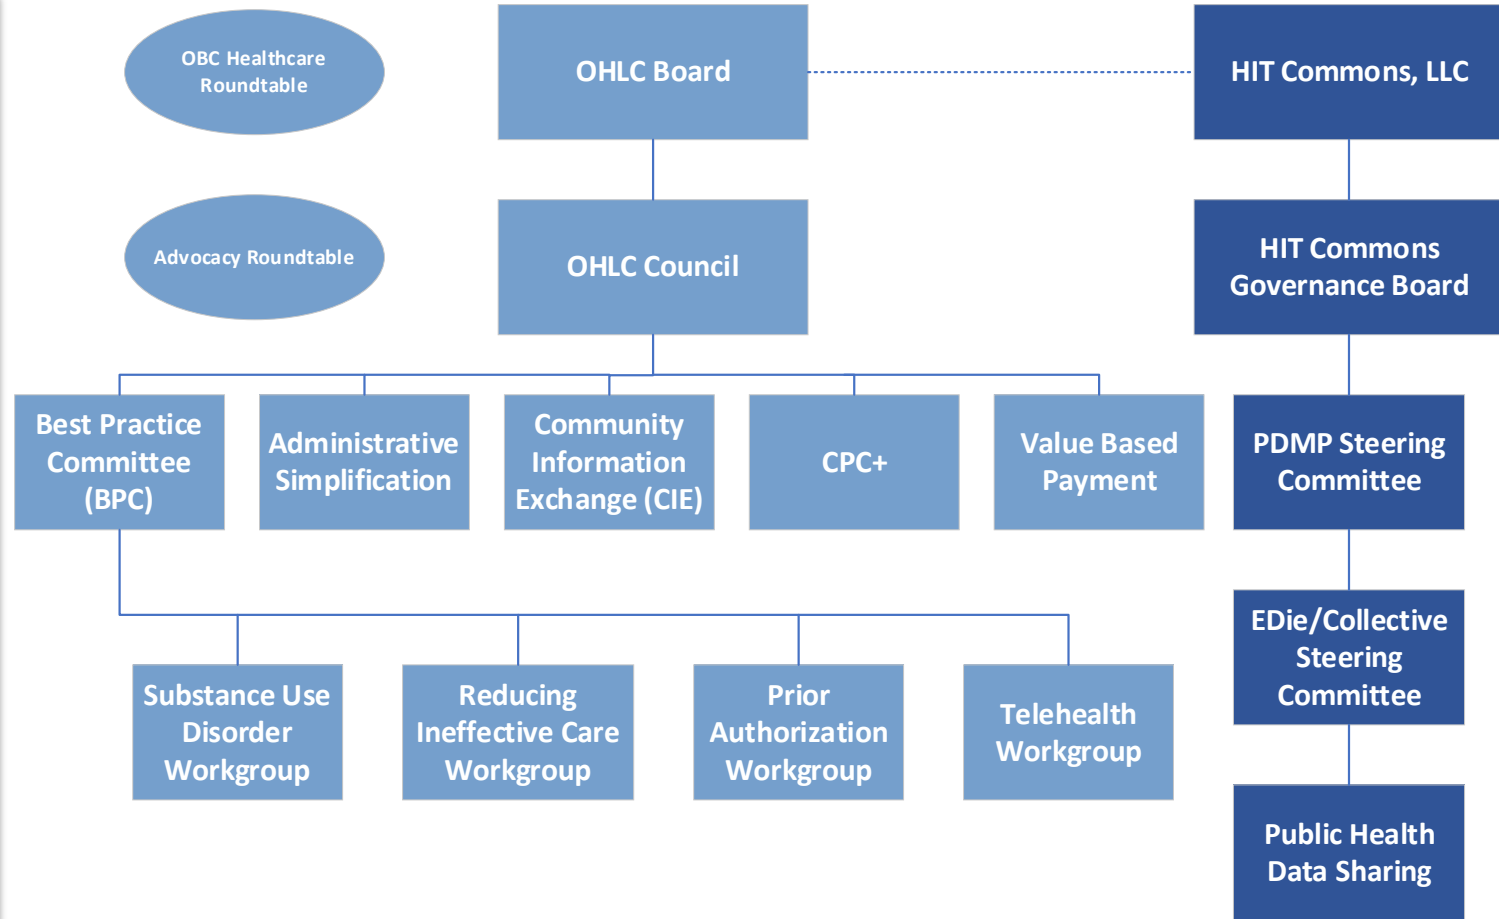 OBC Healthcare
Roundtable
OHLC Board
HIT Commons, LLC
Advocacy Roundtable
OHLC Council
HIT Commons
Governance Board
Best Practice
Committee
(BPC)
Administrative
Simplification
Community
Information
Exchange (CIE)
CPC+
Value Based
Payment
PDMP Steering
Committee
Substance Use
Disorder
Workgroup
Reducing
Ineffective Care
Workgroup
Prior
Authorization
Workgroup
Telehealth
Workgroup
EDie/Collective
Steering
Committee
Public Health
Data Sharing